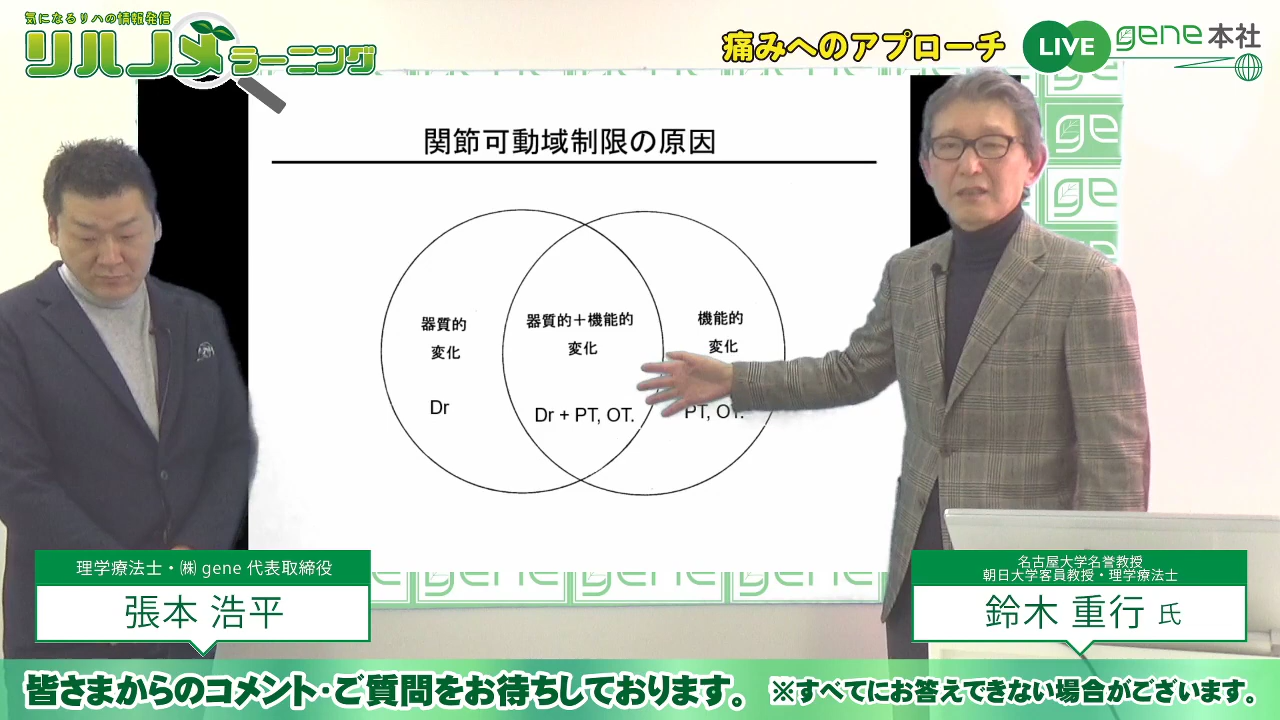 気になるリハの情報発信
リハノメラーニング
痛みへのアプローチ
LIVE
gene本社
関節可動域制限の原因
器質的
変化
Dr
器質的+機能的
変化
Dr + PT, OT.
機能的
変化
PT, OT.
ge
ge
gene
gene
gene
理学療法士・㈱gene 代表取締役
張本 浩平
名古屋大学名誉教授
朝日大学客員教授・理学療法士
鈴木 重行 氏
皆さまからのコメント・ご質問をお待ちしております。
※すべてにお答えできない場合がございます。